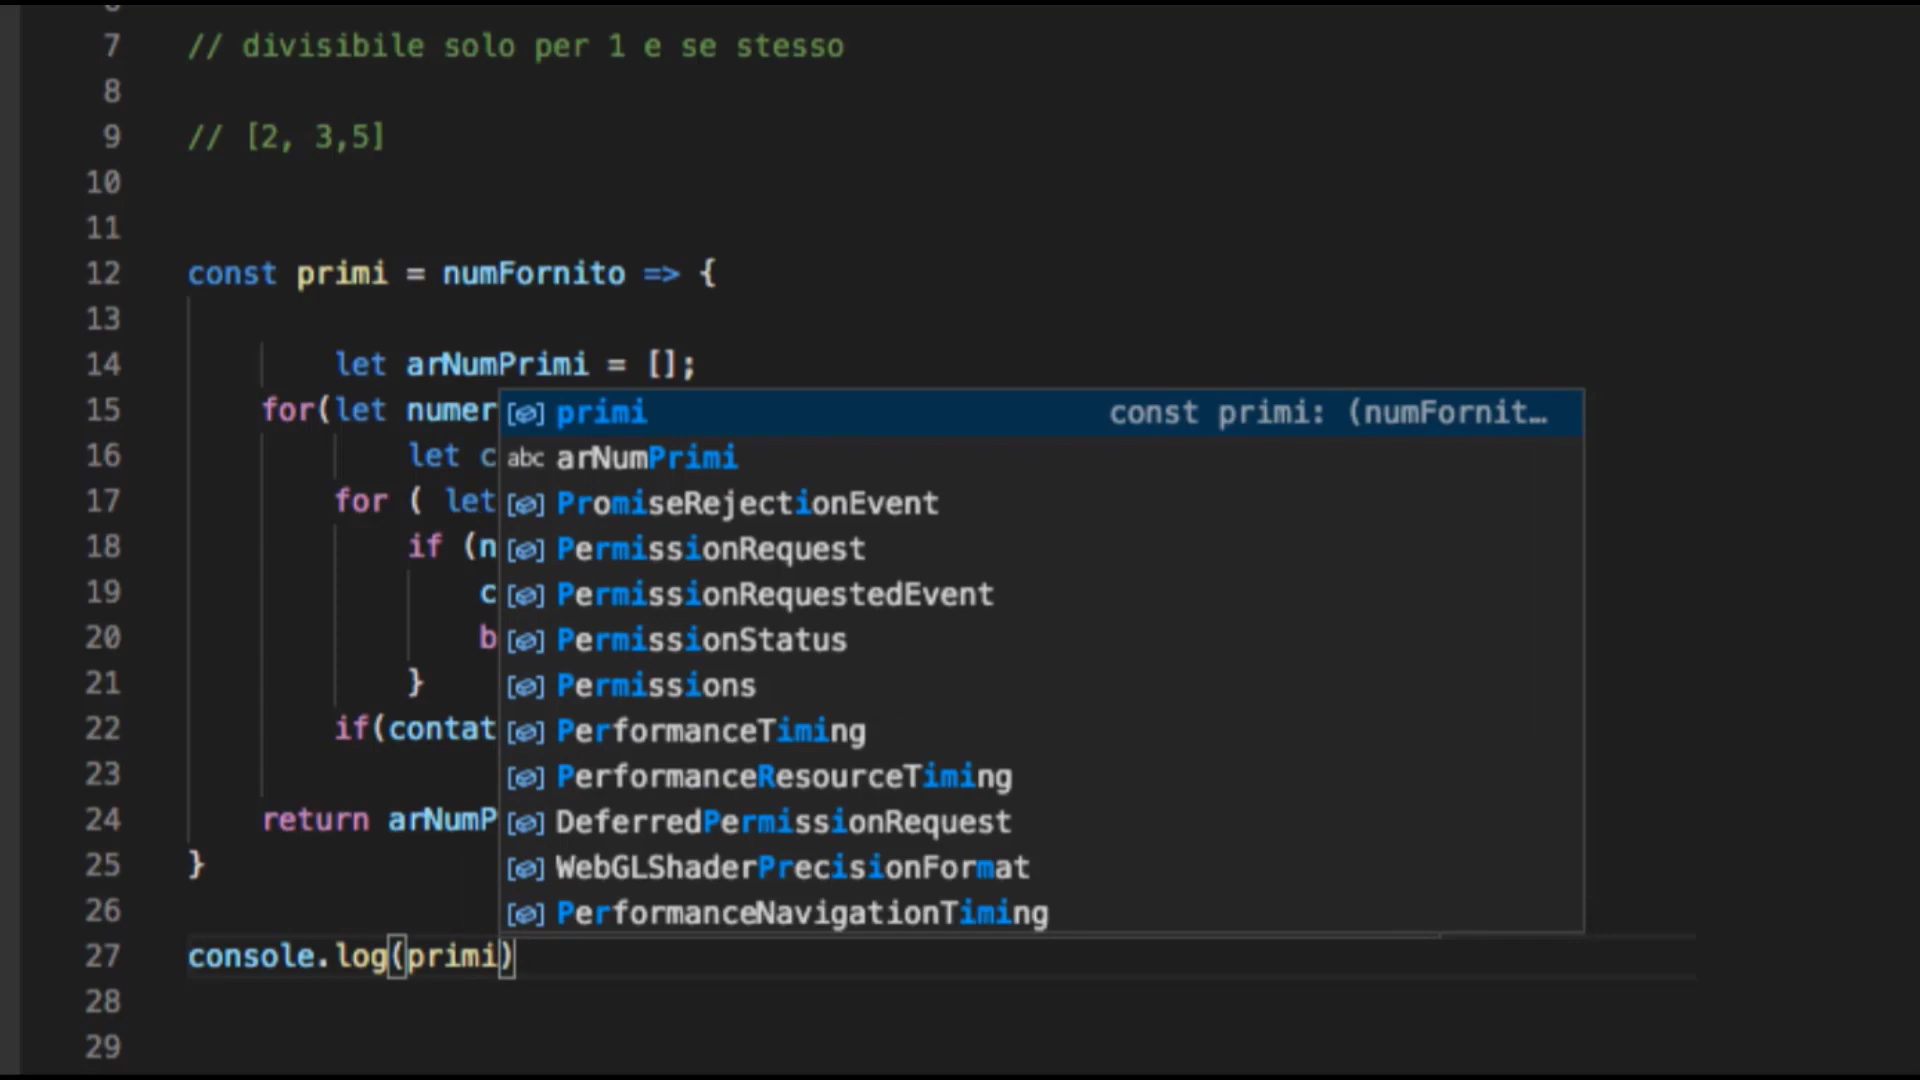 7 // divisibile solo per 1 e se stesso
8
9 // [2, 3,5]
10
11
12 const primi = numFornito => {
13
14 let arNumPrimi = [];
15 for(let numer
primi const primi: (numFornit…
16 let c
abc arNumPrimi
17 for ( let
PromiseRejectionEvent
18 if (n
PermissionRequest
19 c
PermissionRequestedEvent
20 b
PermissionStatus
21 }
Permissions
22 if(contat
PerformanceTiming
23
PerformanceResourceTiming
24 return arNumP
DeferredPermissionRequest
25 }
WebGLShaderPrecisionFormat
26
PerformanceNavigationTiming
27 console.log(primi)
28
29